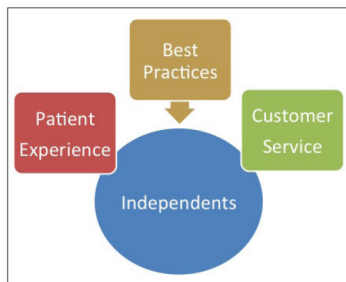 Best
Practices
Patient
Experience
Customer
Service
Independents